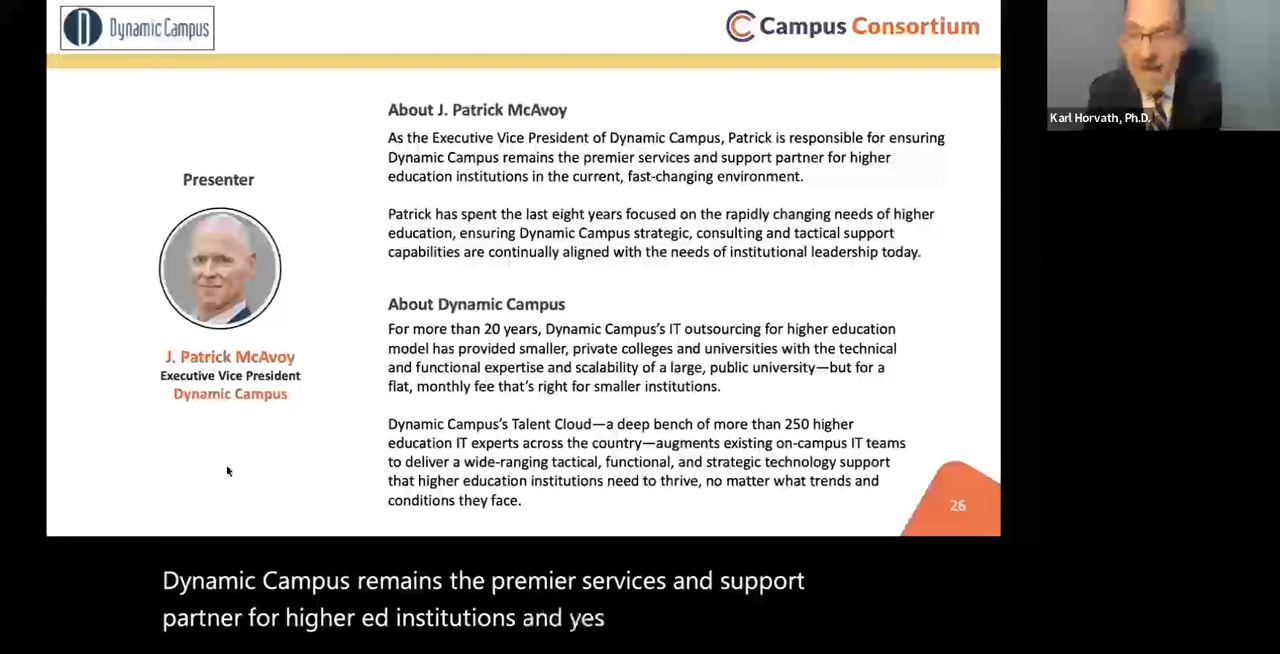 Dynamic Campus
Campus Consortium
Karl Horvath, Ph.D.
Presenter
J. Patrick McAvoy
Executive Vice President
Dynamic Campus
About J. Patrick McAvoy
As the Executive Vice President of Dynamic Campus, Patrick is responsible for ensuring
Dynamic Campus remains the premier services and support partner for higher
education institutions in the current, fast-changing environment.
Patrick has spent the last eight years focused on the rapidly changing needs of higher
education, ensuring Dynamic Campus strategic, consulting and tactical support
capabilities are continually aligned with the needs of institutional leadership today.
About Dynamic Campus
For more than 20 years, Dynamic Campus’s IT outsourcing for higher education
model has provided smaller, private colleges and universities with the technical
and functional expertise and scalability of a large, public university—but for a
flat, monthly fee that’s right for smaller institutions.
Dynamic Campus’s Talent Cloud—a deep bench of more than 250 higher
education IT experts across the country—augments existing on-campus IT teams
to deliver a wide-ranging tactical, functional, and strategic technology support
that higher education institutions need to thrive, no matter what trends and
conditions they face.
26
Dynamic Campus remains the premier services and support
partner for higher ed institutions and yes